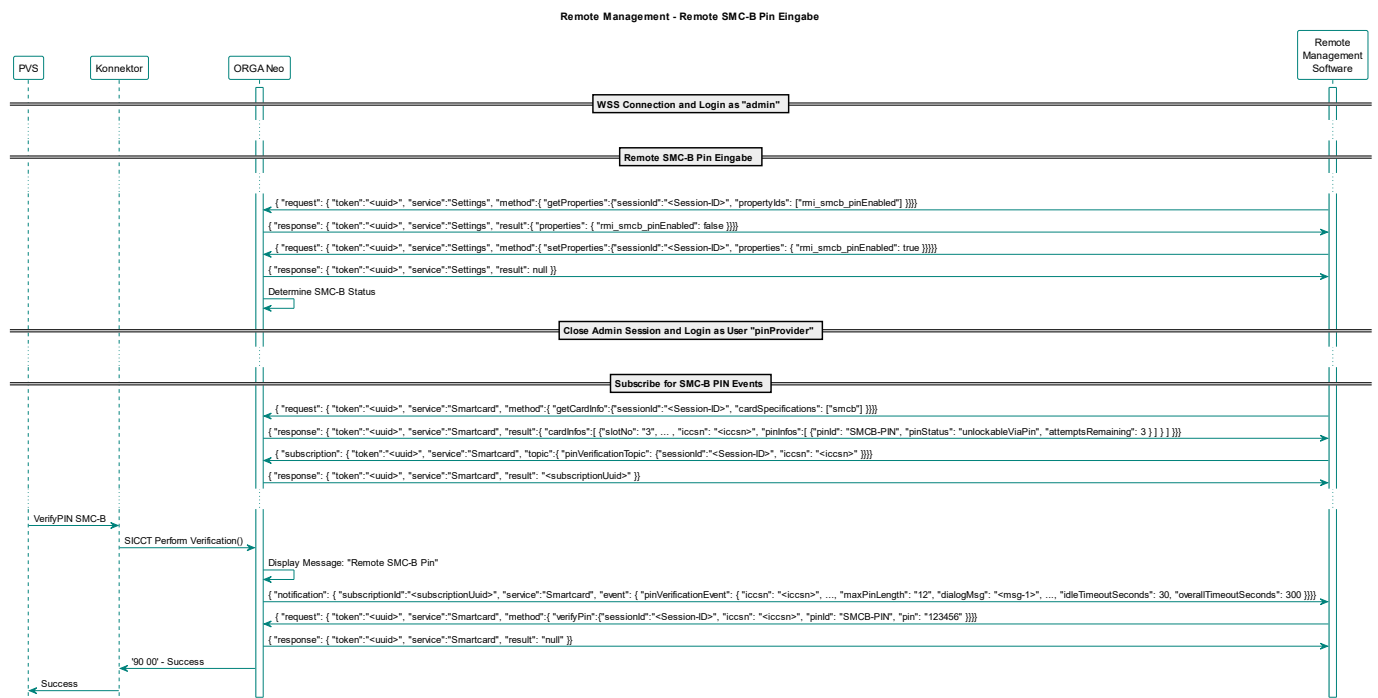 Remote Management - Remote SMC-B Pin Eingabe
PVS
Konnektor
ORGA Neo
Remote
Management
Software
WSS Connection and Login as "admin"
Remote SMC-B Pin Eingabe
{ "request": { "token":"<uuid>", "service":"Settings", "method":{ "getProperties":{"sessionId":"<Session-ID>", "propertyIds": ["rmi_smcb_pinEnabled"] }}}}
{ "response": { "token":"<uuid>", "service":"Settings", "result":{ "properties": { "rmi_smcb_pinEnabled": false }}}}
{ "request": { "token":"<uuid>", "service":"Settings", "method":{ "setProperties":{"sessionId":"<Session-ID>", "properties": { "rmi_smcb_pinEnabled": true }}}}}
{ "response": { "token":"<uuid>", "service":"Settings", "result": null }}
Determine SMC-B Status
Close Admin Session and Login as User "pinProvider"
Subscribe for SMC-B PIN Events
{ "request": { "token":"<uuid>", "service":"Smartcard", "method":{ "getCardInfo":{"sessionId":"<Session-ID>", "cardSpecifications": ["smcb"] }}}}
{ "response": { "token":"<uuid>", "service":"Smartcard", "result":{ "cardInfos":[ {"slotNo": "3", ... , "iccsn": "<iccsn>", "pinInfos":[ {"pinId": "SMCB-PIN", "pinStatus": "unlockableViaPin", "attemptsRemaining": 3 } ] } ] }}}
{ "subscription": { "token":"<uuid>", "service":"Smartcard", "topic":{ "pinVerificationTopic": {"sessionId":"<Session-ID>", "iccsn": "<iccsn>" }}}}
{ "response": { "token":"<uuid>", "service":"Smartcard", "result": "<subscriptionUuid>" }}
VerifyPIN SMC-B
SICCT Perform Verification()
Display Message: "Remote SMC-B Pin"
{ "notification": { "subscriptionId":"<subscriptionUuid>", "service":"Smartcard", "event": { "pinVerificationEvent": { "iccsn": "<iccsn>", ..., "maxPinLength": "12", "dialogMsg": "<msg-1>", ..., "idleTimeoutSeconds": 30, "overallTimeoutSeconds": 300 }}}}
{ "request": { "token":"<uuid>", "service":"Smartcard", "method":{ "verifyPin":{"sessionId":"<Session-ID>", "iccsn": "<iccsn>", "pinId": "SMCB-PIN", "pin": "123456" }}}}
{ "response": { "token":"<uuid>", "service":"Smartcard", "result": "null" }}
'90 00' - Success
Success